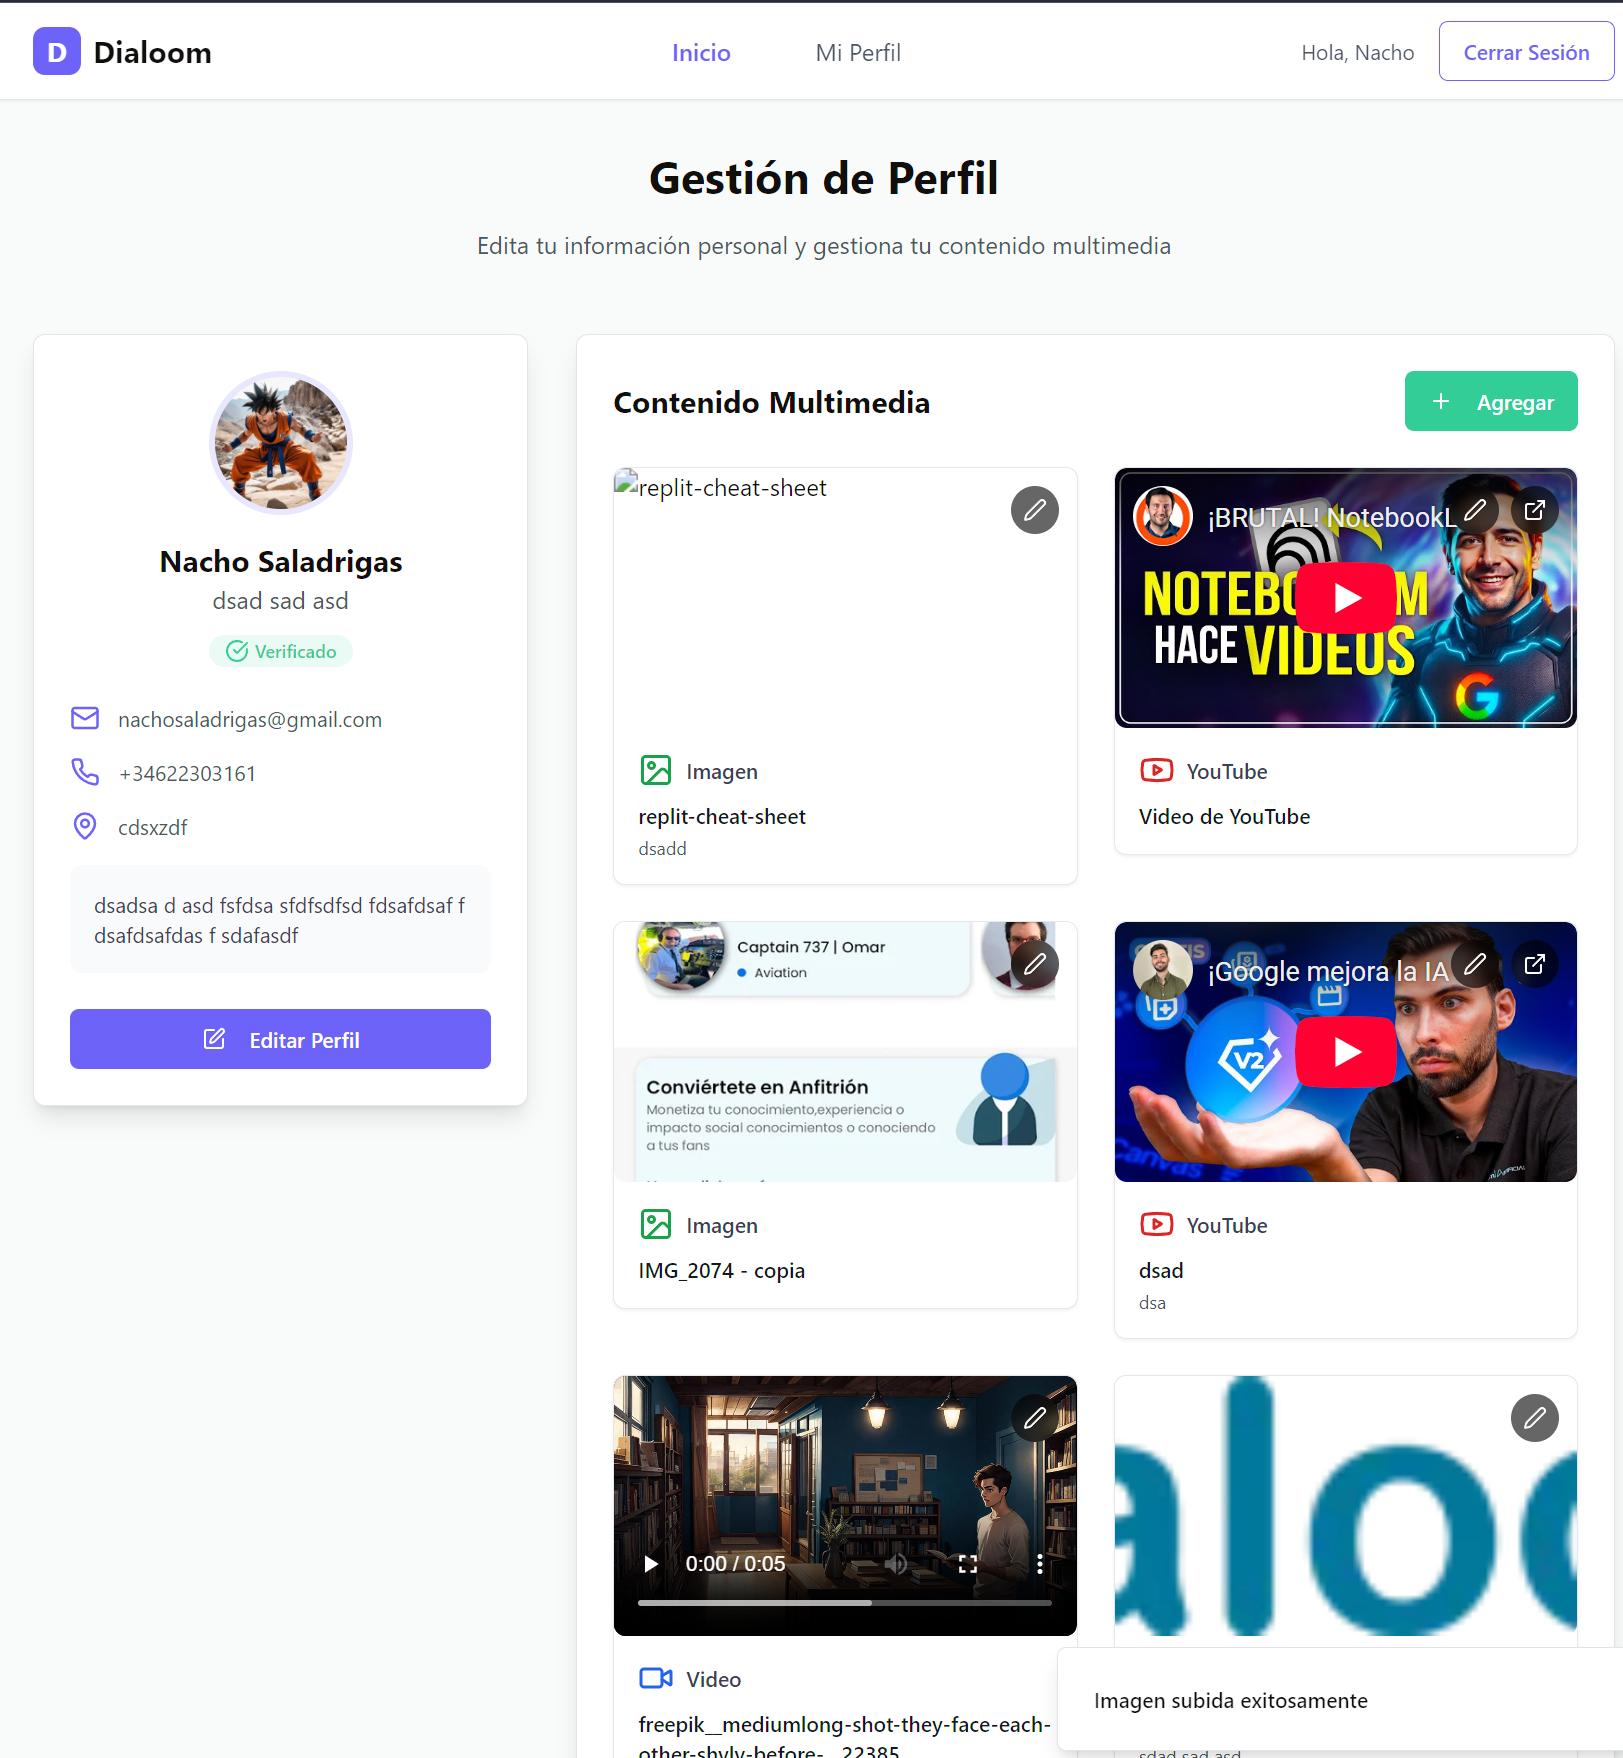 D Dialoom
Inicio
Mi Perfil
Hola, Nacho
Cerrar Sesión
Gestión de Perfil
Edita tu información personal y gestiona tu contenido multimedia
Nacho Saladrigas
dsad sad asd
Verificado
nachosaladrigas@gmail.com
+34622303161
cdsxzdf
dsadsa d asd fsfdsa sfdfsdfsd fdsafdsaf f
dsafdsafdas f sdafasdf
Editar Perfil
Contenido Multimedia
+ Agregar
replit-cheat-sheet
Imagen
replit-cheat-sheet
dsadd
¡BRUTAL! NotebookL
HACE VIDEOS
G
YouTube
Video de YouTube
Captain 737 | Omar
Aviation
Conviértete en Anfitrión
Monetiza tu conocimiento,experiencia o
impacto social conocimientos o conociendo
a tus fans
Imagen
IMG_2074 - copia
¡Google mejora la IA
V2
Canvas
YouTube
dsad
dsa
0:00 / 0:05
Video
freepik__mediumlong-shot-they-face-each-
other-shyly-before-__22385
alo
Imagen subida exitosamente
sdad sad asd